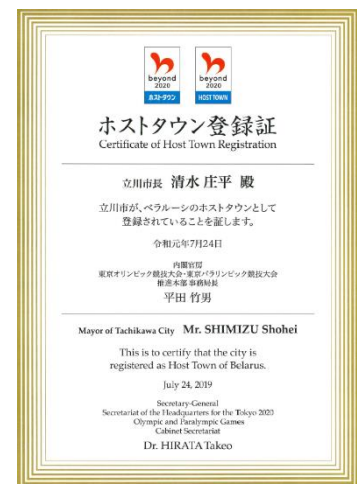 beyond
2020
ホストタウン
beyond
2020
HOST TOWN
ホストタウン登録証
Certificate of Host Town Registration
立川市長 清水 庄平 殿
立川市が、ベラルーシのホストタウンとして
登録されていることを証します。
令和元年7月24日
内閣官房
東京オリンピック競技大会・東京パラリンピック競技大会
推進本部 事務局長
平田 竹男
Mayor of Tachikawa City Mr. SHIMIZU Shohei
This is to certify that the city is
registered as Host Town of Belarus.
July 24, 2019
Secretary-General
Secretariat of the Headquarters for the Tokyo 2020
Olympic and Paralympic Games
Cabinet Secretariat
Dr. HIRATA Takeo